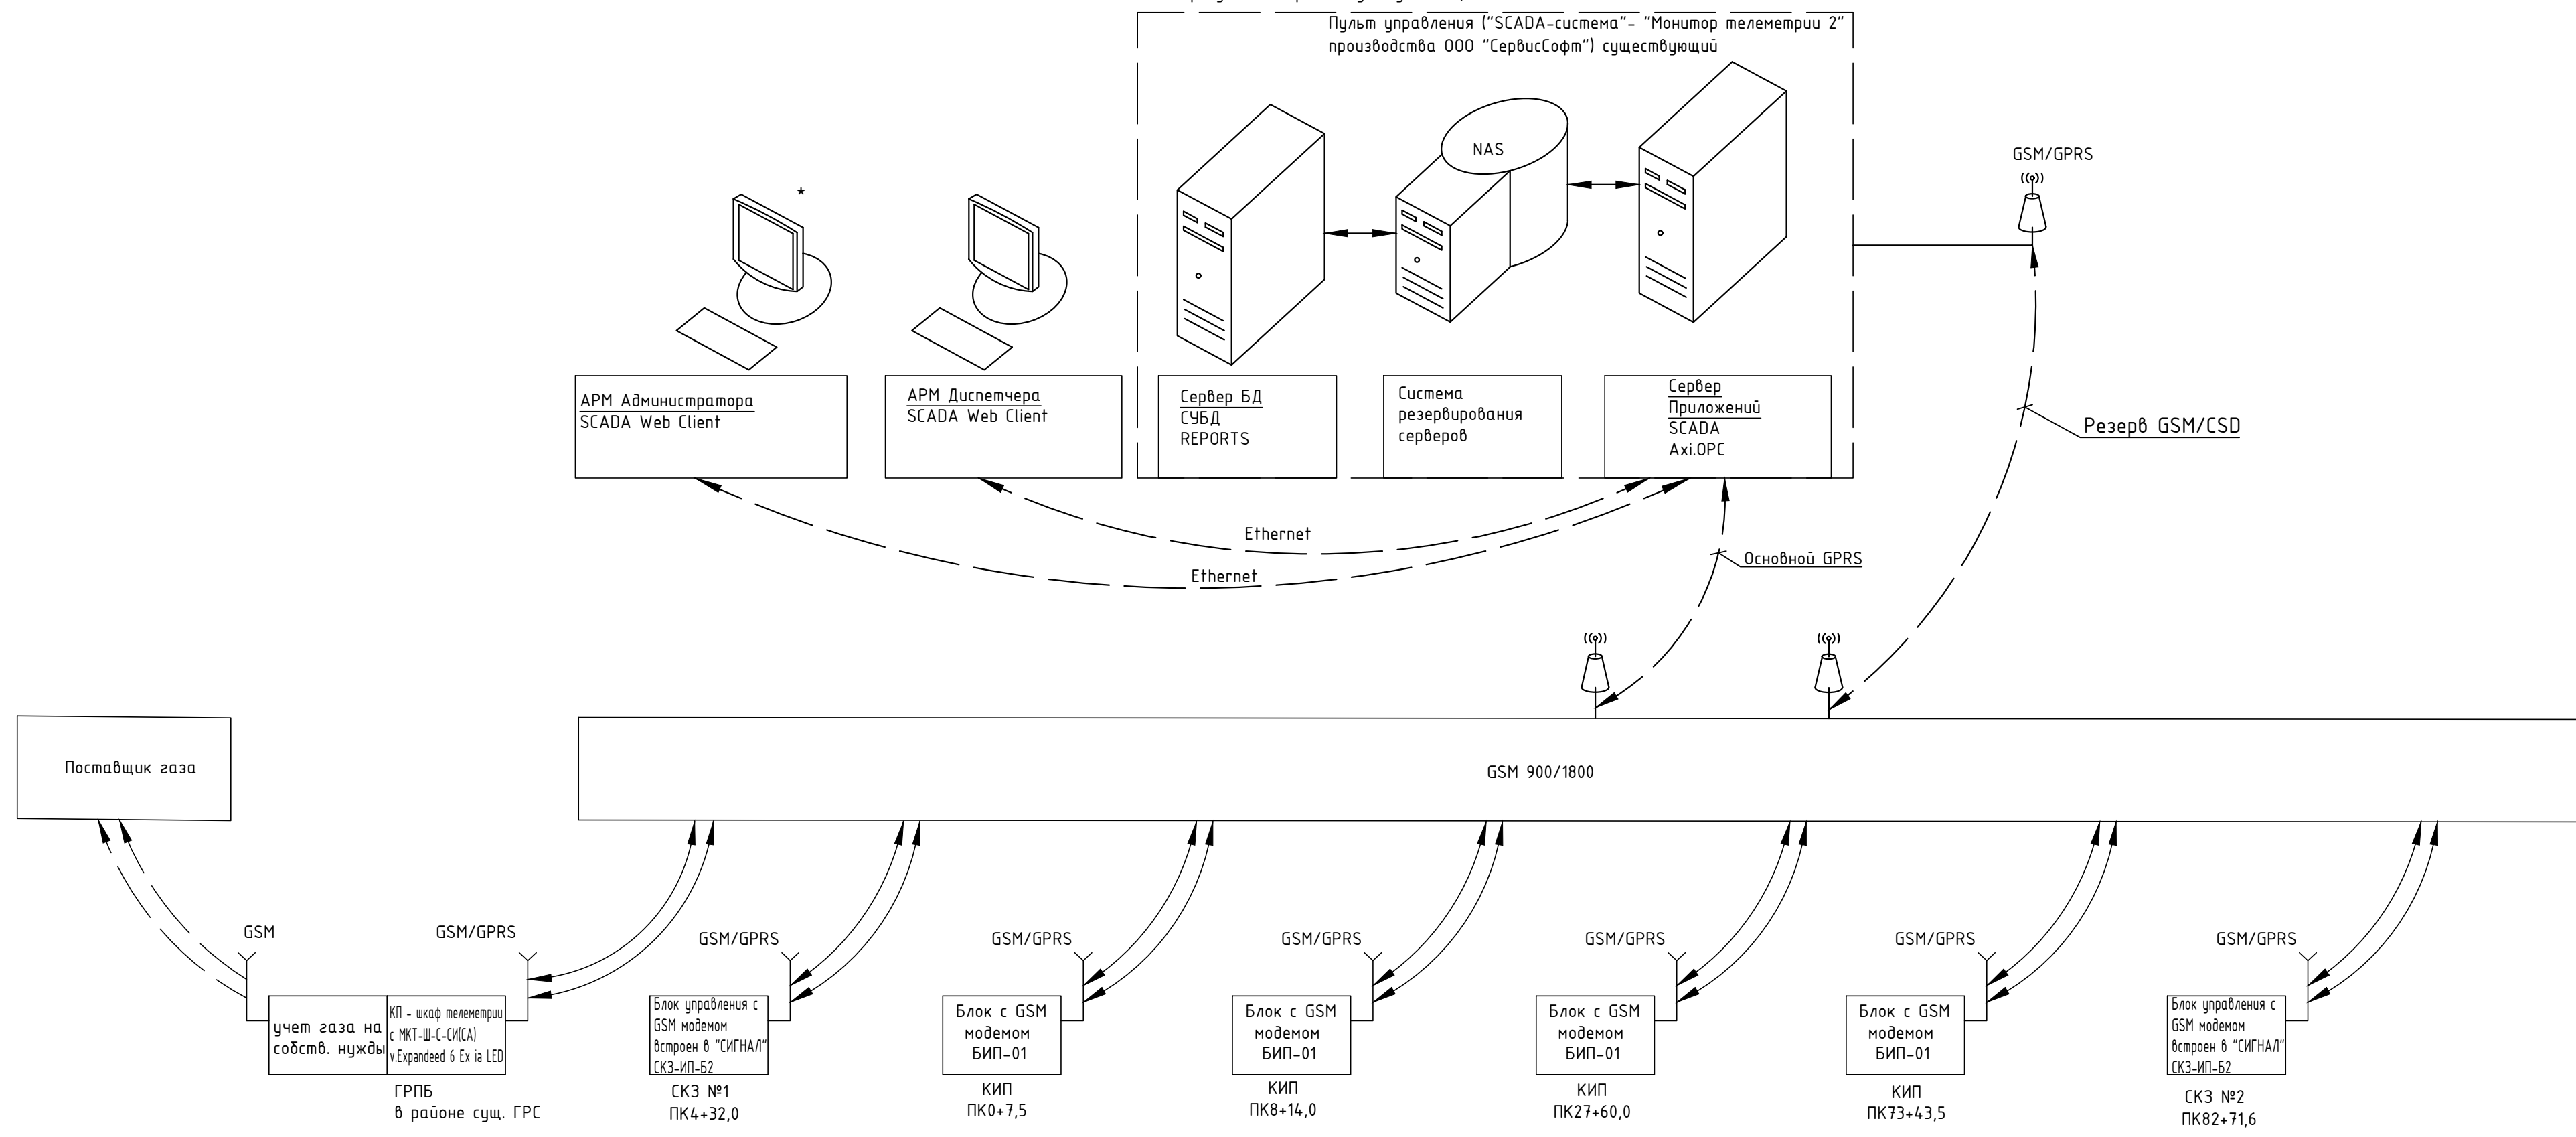 Пульт управления ("SCADA-система"- "Монитор телеметрии 2"
производства ООО "СервисСофт") существующий
NAS
GSM/GPRS
*
АРМ Администратора
SCADA Web Client
АРМ Диспетчера
SCADA Web Client
Сервер БД
СУБД
REPORTS
Система
резервирования
серверов
Сервер
Приложений
SCADA
Axi.OPC
Резерв GSM/CSD
Ethernet
Ethernet
Основной GPRS
Поставщик газа
GSM 900/1800
GSM
GSM/GPRS
GSM/GPRS
GSM/GPRS
GSM/GPRS
GSM/GPRS
GSM/GPRS
GSM/GPRS
учет газа на
собств. нужды
КП - шкаф телеметрии
с МКТ-Ш-С-СИ(СА)
v.Expandeed 6 Ex ia LED
ГРПБ
в районе сущ. ГРС
Блок управления с
GSM модемом
встроен в "СИГНАЛ"
СКЗ-ИП-Б2
СКЗ №1
ПК4+32,0
Блок с GSM
модемом
БИП-01
КИП
ПК0+7,5
Блок с GSM
модемом
БИП-01
КИП
ПК8+14,0
Блок с GSM
модемом
БИП-01
КИП
ПК27+60,0
Блок с GSM
модемом
БИП-01
КИП
ПК73+43,5
Блок управления с
GSM модемом
встроен в "СИГНАЛ"
СКЗ-ИП-Б2
СКЗ №2
ПК82+71,6